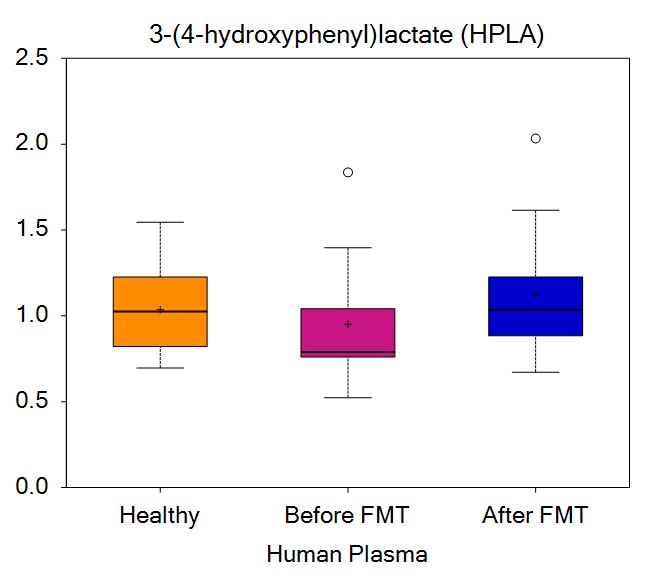 3-(4-hydroxyphenyl)lactate (HPLA)
2.5
2.0
1.5
1.0
0.5
0.0
Healthy Before FMT After FMT
Human Plasma